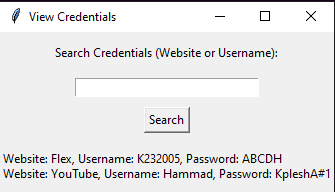 View Credentials
Search Credentials (Website or Username):
Search
Website: Flex, Username: K232005, Password: ABCDH
Website: YouTube, Username: Hammad, Password: KpleshA#1